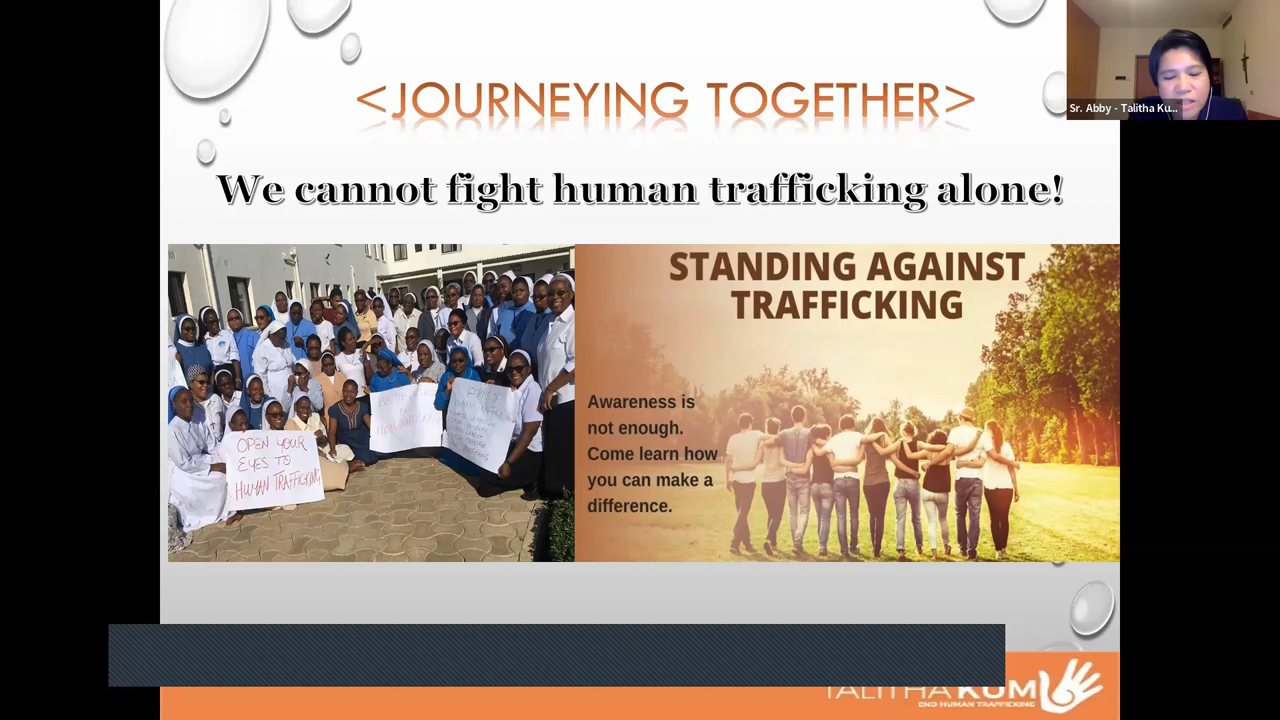 <JOURNEYING TOGETHER>
Sr. Abby - Talitha Ku...
We cannot fight human trafficking alone!
STANDING AGAINST
TRAFFICKING
Awareness is
not enough.
Come learn how
you can make a
difference.
OPEN YOUR
EYES TO
HUMAN TRAFFICKING
TALITHA KUM
END HUMAN TRAFFICKING